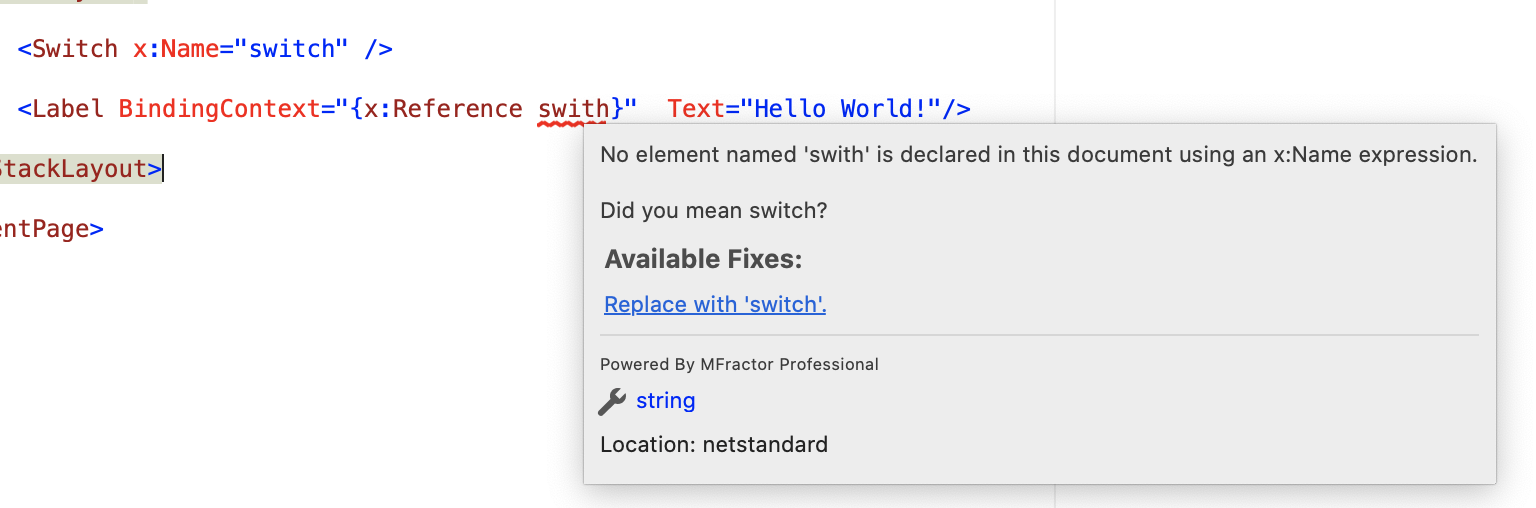 <Switch x:Name="switch" />
<Label BindingContext="{x:Reference swith}"  Text="Hello World!"/>
StackLayout>
entPage>
No element named 'swith' is declared in this document using an x:Name expression.
Did you mean switch?
Available Fixes:
Replace with 'switch'.
Powered By MFractor Professional
string
Location: netstandard